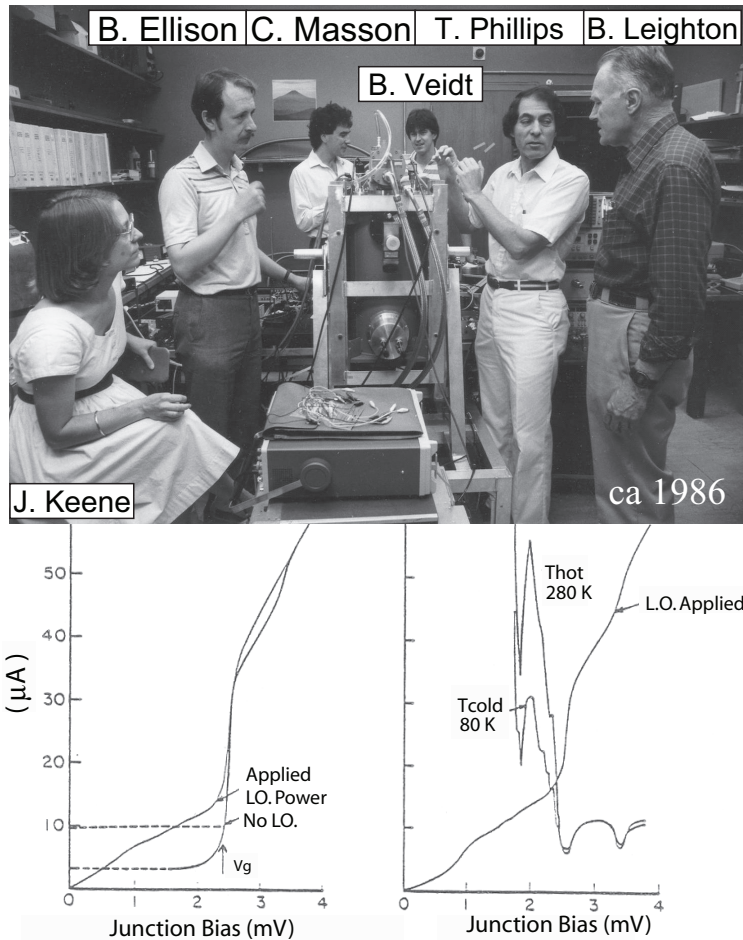 B. Ellison C. Masson T. Phillips B. Leighton
B. Veidt
J. Keene
ca 1986
50
40
30
20
10
0
(μA)
Applied
LO. Power
No LO.
Vg
0 1 2 3 4
Junction Bias (mV)
Thot
280 K
L.O. Applied
Tcold
80 K
0 1 2 3 4
Junction Bias (mV)